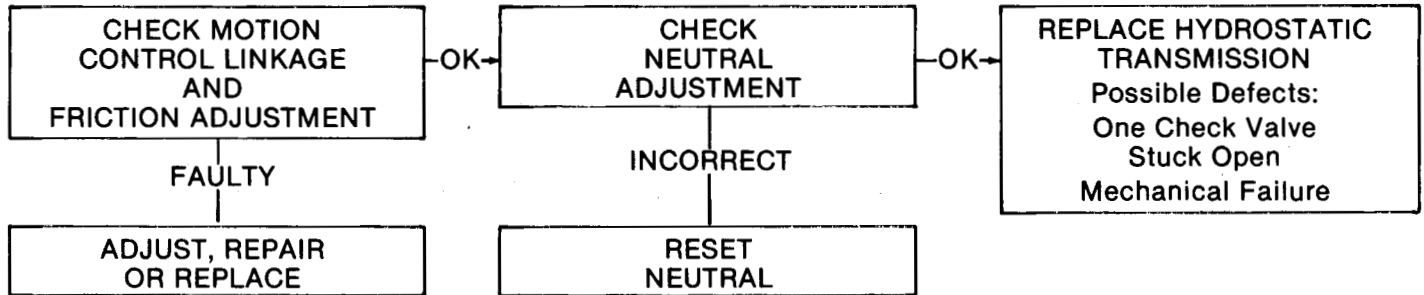 CHECK MOTION
CONTROL LINKAGE
AND
FRICTION ADJUSTMENT
OK
CHECK
NEUTRAL
ADJUSTMENT
OK
REPLACE HYDROSTATIC
TRANSMISSION
Possible Defects:
One Check Valve
Stuck Open
Mechanical Failure
FAULTY
INCORRECT
ADJUST, REPAIR
OR REPLACE
RESET
NEUTRAL